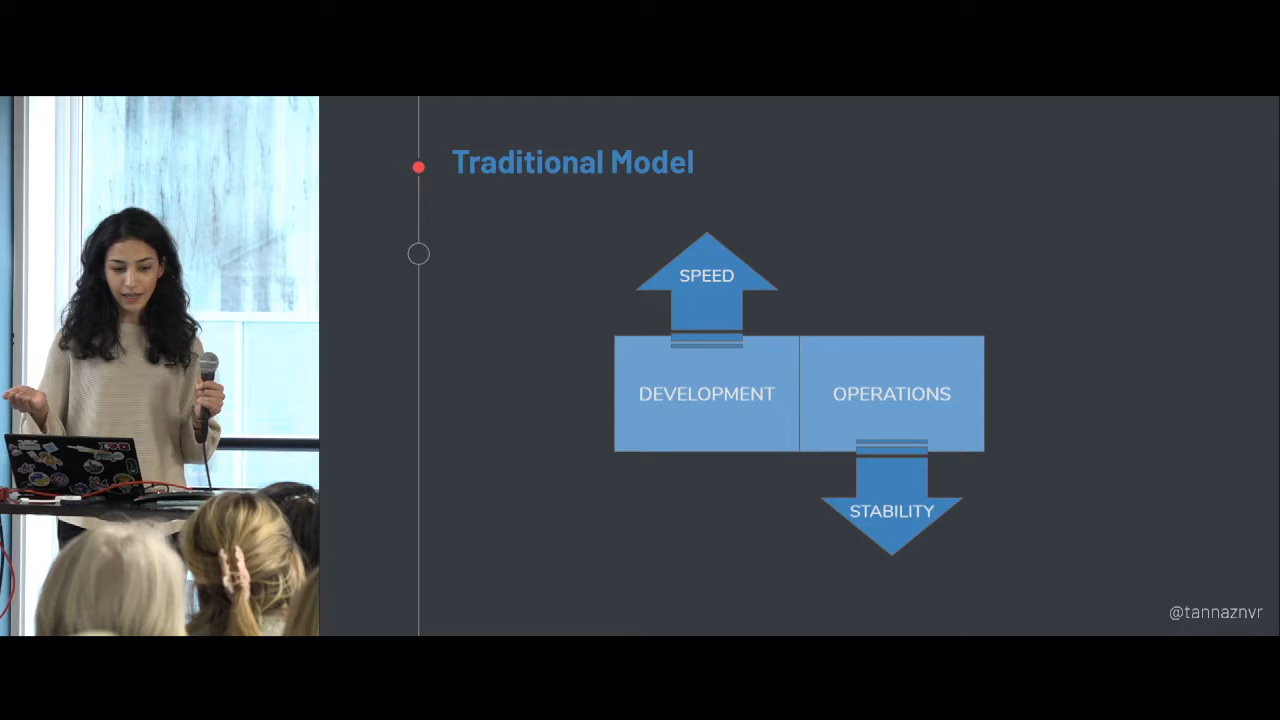 Traditional Model
SPEED
DEVELOPMENT
OPERATIONS
STABILITY
@tannaznvr